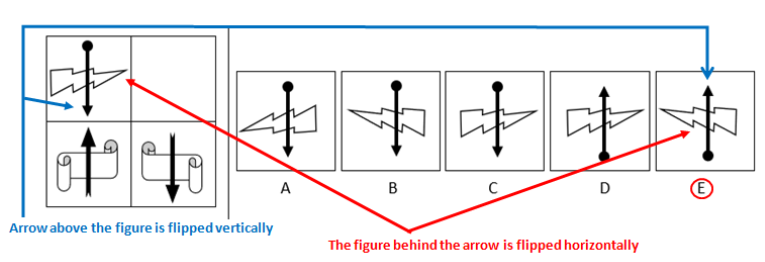 A
B
C
D
E
Arrow above the figure is flipped vertically
The figure behind the arrow is flipped horizontally